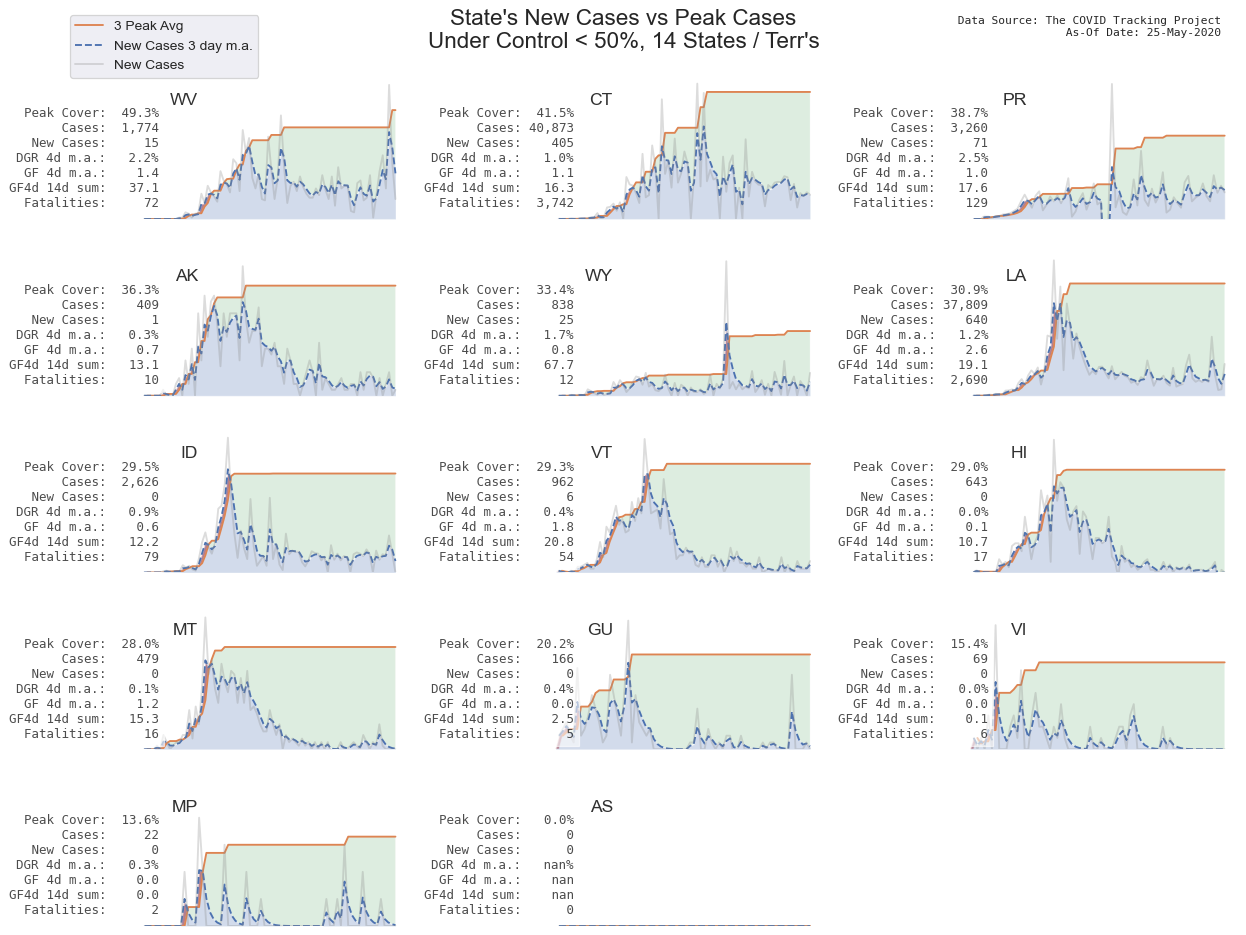 3 Peak Avg
New Cases 3 day m.a.
New Cases
State's New Cases vs Peak Cases
Under Control < 50%, 14 States / Terr's
Data Source: The COVID Tracking Project
As-Of Date: 25-May-2020
WV
Peak Cover: 49.3%
Cases: 1,774
New Cases: 15
DGR 4d m.a.: 2.2%
GF 4d m.a.: 1.4
GF4d 14d sum: 37.1
Fatalities: 72
CT
Peak Cover: 41.5%
Cases: 40,873
New Cases: 405
DGR 4d m.a.: 1.0%
GF 4d m.a.: 1.1
GF4d 14d sum: 16.3
Fatalities: 3,742
PR
Peak Cover: 38.7%
Cases: 3,260
New Cases: 71
DGR 4d m.a.: 2.5%
GF 4d m.a.: 1.0
GF4d 14d sum: 17.6
Fatalities: 129
AK
Peak Cover: 36.3%
Cases: 409
New Cases: 1
DGR 4d m.a.: 0.3%
GF 4d m.a.: 0.7
GF4d 14d sum: 13.1
Fatalities: 10
WY
Peak Cover: 33.4%
Cases: 838
New Cases: 25
DGR 4d m.a.: 1.7%
GF 4d m.a.: 0.8
GF4d 14d sum: 67.7
Fatalities: 12
LA
Peak Cover: 30.9%
Cases: 37,809
New Cases: 640
DGR 4d m.a.: 1.2%
GF 4d m.a.: 2.6
GF4d 14d sum: 19.1
Fatalities: 2,690
ID
Peak Cover: 29.5%
Cases: 2,626
New Cases: 0
DGR 4d m.a.: 0.9%
GF 4d m.a.: 0.6
GF4d 14d sum: 12.2
Fatalities: 79
VT
Peak Cover: 29.3%
Cases: 962
New Cases: 6
DGR 4d m.a.: 0.4%
GF 4d m.a.: 1.8
GF4d 14d sum: 20.8
Fatalities: 54
HI
Peak Cover: 29.0%
Cases: 643
New Cases: 0
DGR 4d m.a.: 0.0%
GF 4d m.a.: 0.1
GF4d 14d sum: 10.7
Fatalities: 17
MT
Peak Cover: 28.0%
Cases: 479
New Cases: 0
DGR 4d m.a.: 0.1%
GF 4d m.a.: 1.2
GF4d 14d sum: 15.3
Fatalities: 16
GU
Peak Cover: 20.2%
Cases: 166
New Cases: 0
DGR 4d m.a.: 0.4%
GF 4d m.a.: 0.0
GF4d 14d sum: 2.5
Fatalities: 5
VI
Peak Cover: 15.4%
Cases: 69
New Cases: 0
DGR 4d m.a.: 0.0%
GF 4d m.a.: 0.0
GF4d 14d sum: 0.1
Fatalities: 6
MP
Peak Cover: 13.6%
Cases: 22
New Cases: 0
DGR 4d m.a.: 0.3%
GF 4d m.a.: 0.0
GF4d 14d sum: 0.0
Fatalities: 2
AS
Peak Cover: 0.0%
Cases: 0
New Cases: 0
DGR 4d m.a.: nan%
GF 4d m.a.: nan
GF4d 14d sum: nan
Fatalities: 0